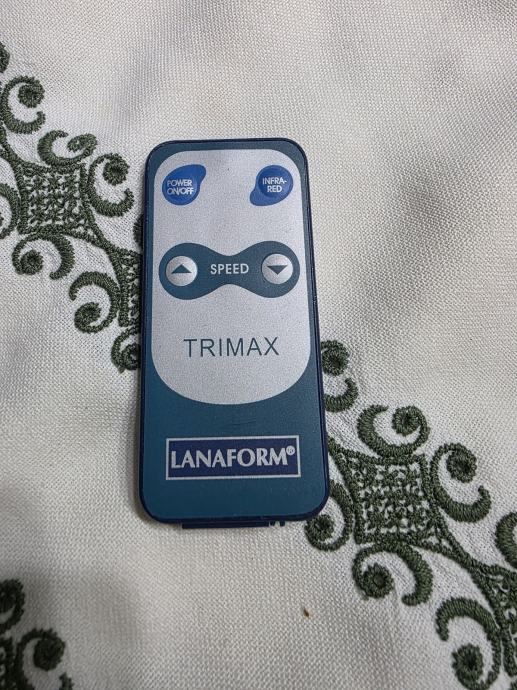 POWER
ON/OFF
INFRA-
RED
SPEED
TRIMAX
LANAFORM®